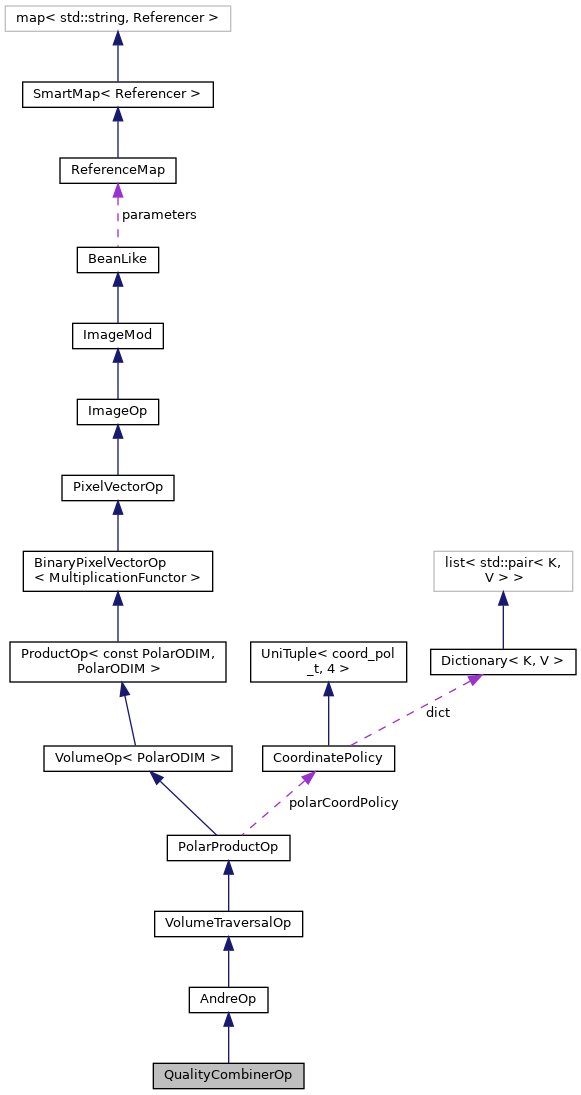 map< std::string, Referencer >
SmartMap< Referencer >
ReferenceMap
parameters
BeanLike
ImageMod
ImageOp
PixelVectorOp
BinaryPixelVectorOp
< MultiplicationFunctor >
list< std::pair< K,
V > >
ProductOp< const PolarODIM,
PolarODIM >
UniTuple< coord_pol
_t, 4 >
Dictionary< K, V >
dict
VolumeOp< PolarODIM >
CoordinatePolicy
polarCoordPolicy
PolarProductOp
VolumeTraversalOp
AndreOp
QualityCombinerOp